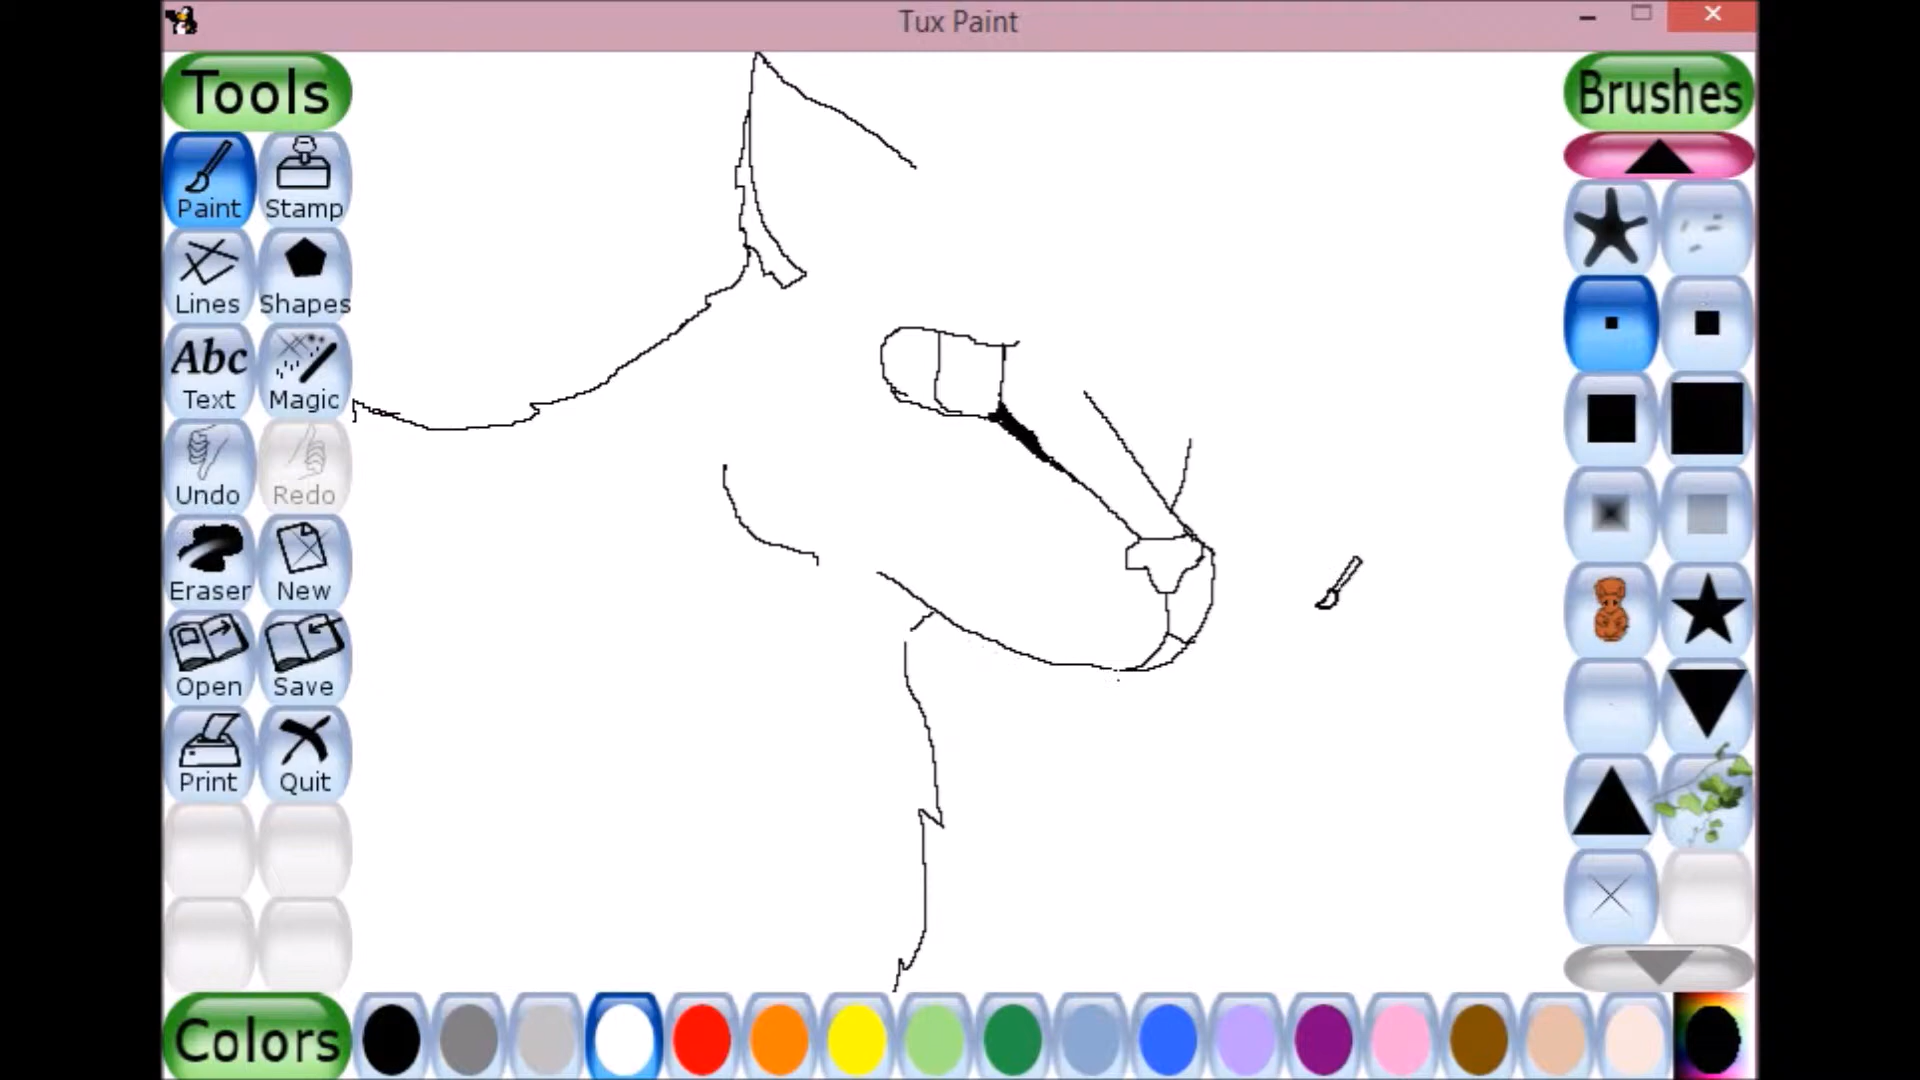 Tux Paint
Tools
Brushes
Paint
Stamp
Lines
Shapes
Abc
Text
Magic
Undo
Redo
Eraser
New
Open
Save
Print
Quit
Colors